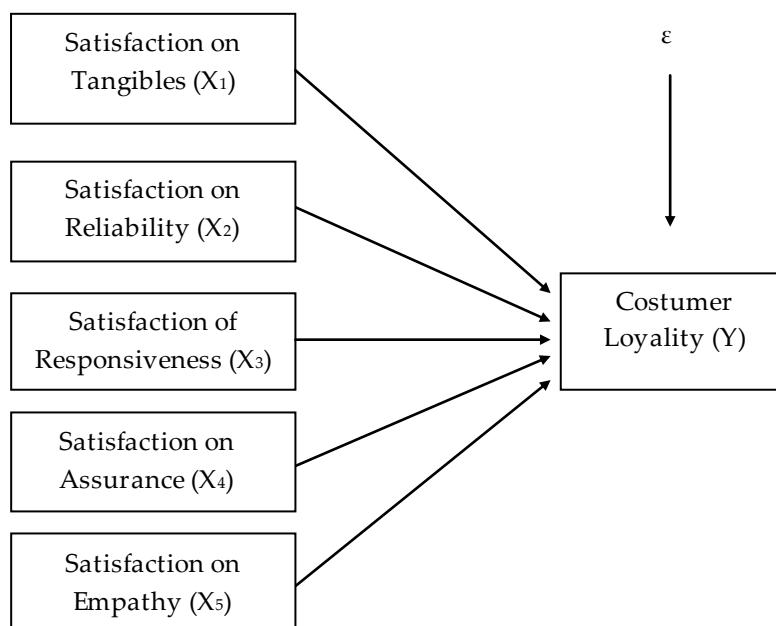 Satisfaction on
Tangibles (X₁)
ε
Satisfaction on
Reliability (X₂)
Costumer
Loyality (Y)
Satisfaction of
Responsiveness (X₃)
Satisfaction on
Assurance (X₄)
Satisfaction on
Empathy (X₅)